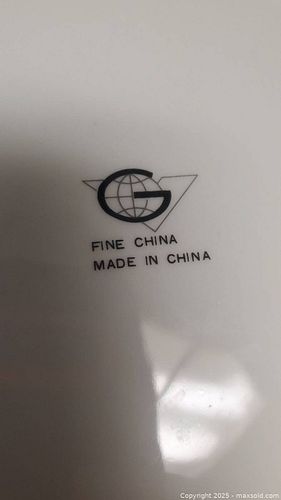 G
FINE CHINA
MADE IN CHINA
Copyright 2025 - maxsold.com